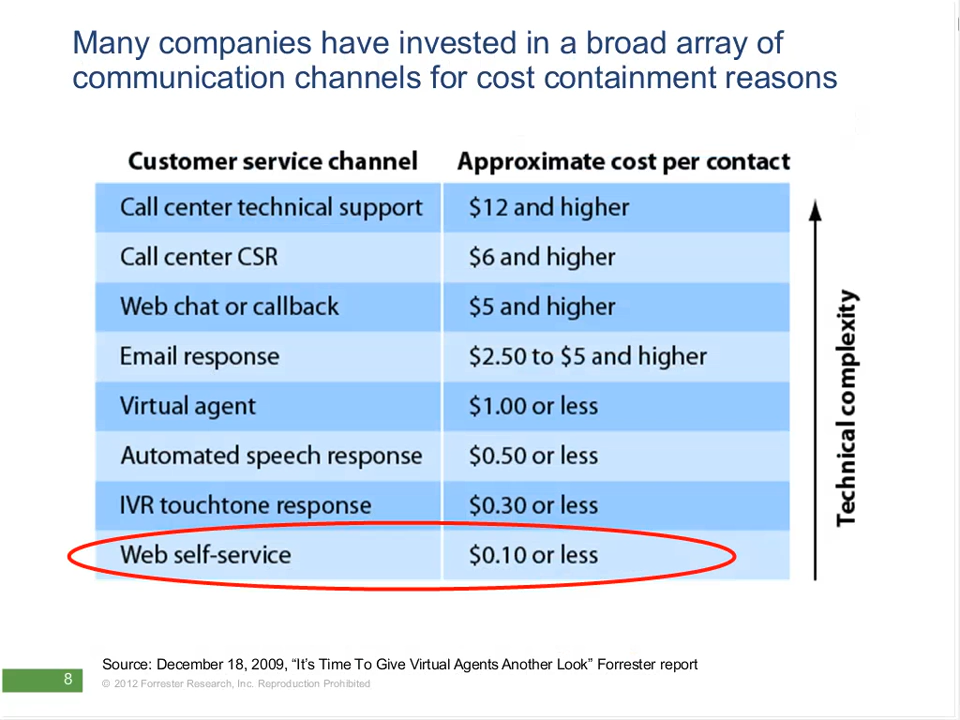 Many companies have invested in a broad array of
communication channels for cost containment reasons
Customer service channel Approximate cost per contact
Call center technical support $12 and higher
Call center CSR $6 and higher
Web chat or callback $5 and higher
Email response $2.50 to $5 and higher
Virtual agent $1.00 or less
Automated speech response $0.50 or less
IVR touchtone response $0.30 or less
Web self-service $0.10 or less
Technical complexity
Source: December 18, 2009, “It’s Time To Give Virtual Agents Another Look” Forrester report
8
© 2012 Forrester Research, Inc. Reproduction Prohibited